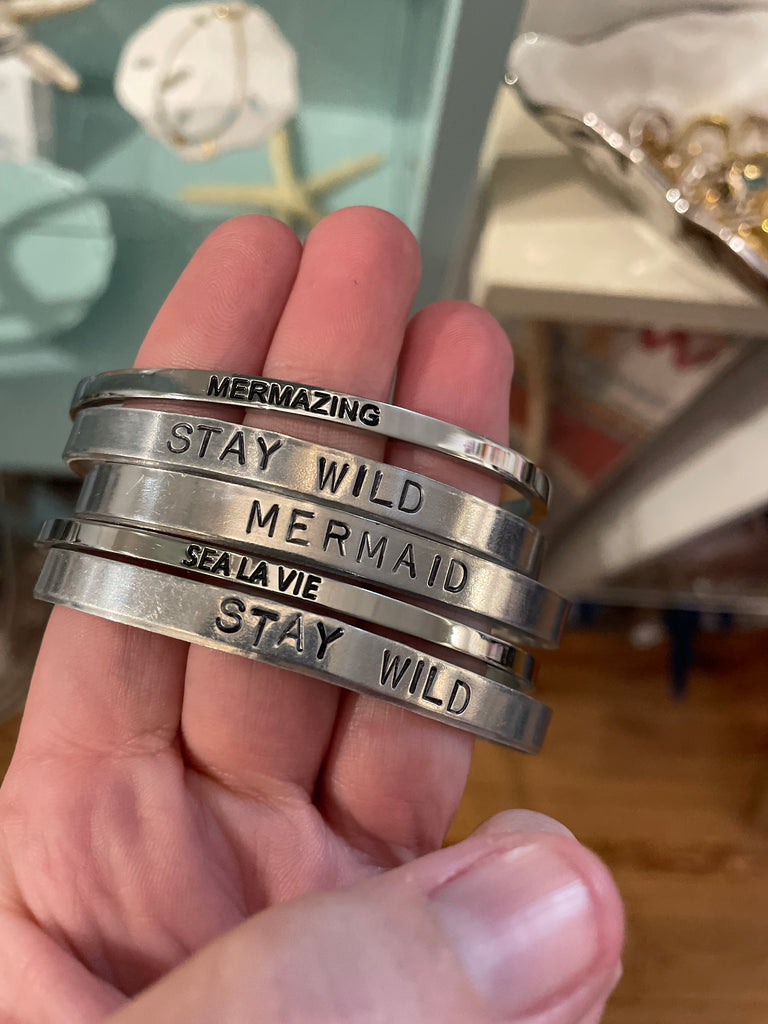 MERMAZING
STAY WILD
MERMAID
SEA LA VIE
STAY WILD